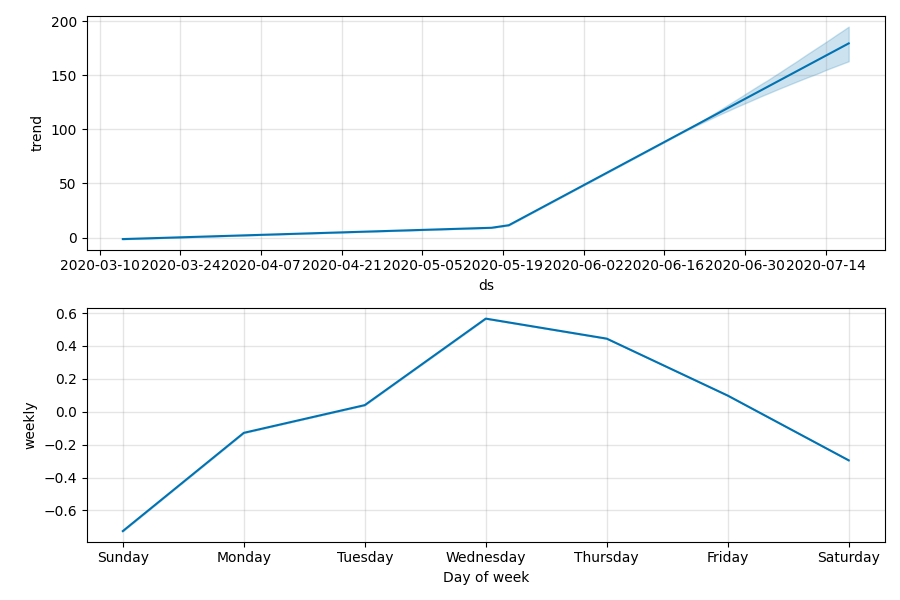 200
150
100
50
0
trend
2020-03-10 2020-03-24 2020-04-07 2020-04-21 2020-05-05 2020-05-19 2020-06-02 2020-06-16 2020-06-30 2020-07-14
ds
0.6
0.4
0.2
0.0
−0.2
−0.4
−0.6
weekly
Sunday Monday Tuesday Wednesday Thursday Friday Saturday
Day of week